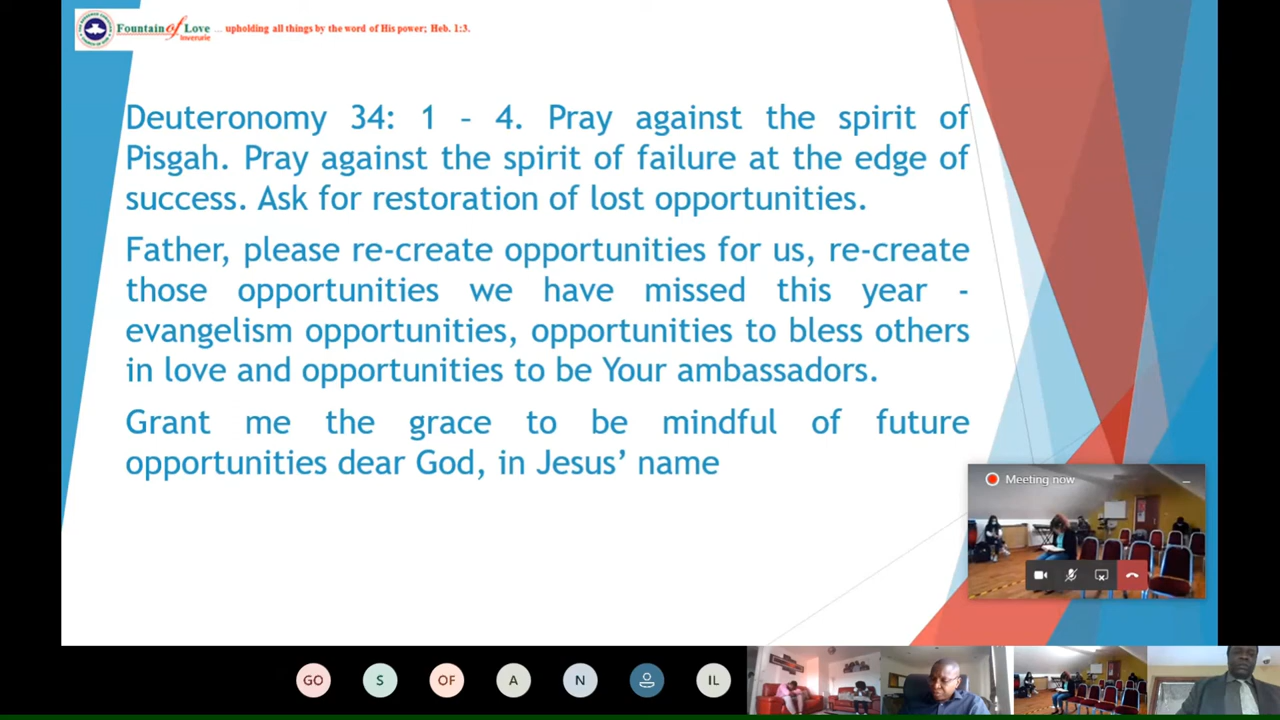 Fountain of Love ... upholding all things by the word of His power; Heb. 1:3.
Inverurie
Deuteronomy 34: 1 – 4. Pray against the spirit of
Pisgah. Pray against the spirit of failure at the edge of
success. Ask for restoration of lost opportunities.
Father, please re-create opportunities for us, re-create
those opportunities we have missed this year -
evangelism opportunities, opportunities to bless others
in love and opportunities to be Your ambassadors.
Grant me the grace to be mindful of future
opportunities dear God, in Jesus’ name
Meeting now
GO S OF A N IL